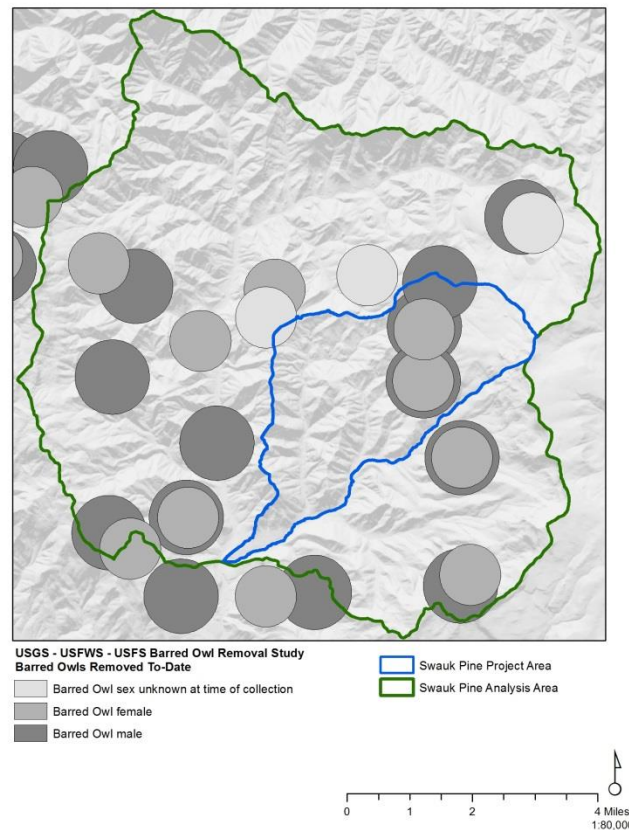 USGS - USFWS - USFS Barred Owl Removal Study
Barred Owls Removed To-Date
Barred Owl sex unknown at time of collection
Barred Owl female
Barred Owl male
Swauk Pine Project Area
Swauk Pine Analysis Area
0 1 2 4 Miles